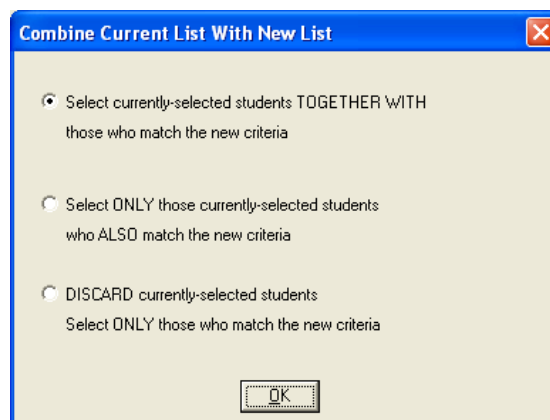 Combine Current List With New List
Select currently-selected students TOGETHER WITH
those who match the new criteria
Select ONLY those currently-selected students
who ALSO match the new criteria
DISCARD currently-selected students
Select ONLY those who match the new criteria
OK